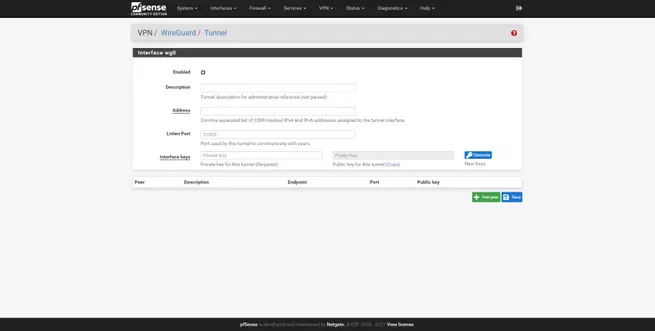 pfSense
COMMUNITY EDITION
System Interfaces Firewall Services VPN Status Diagnostics Help
VPN / WireGuard / Tunnel
Interface wg0
Enabled
Description
Tunnel description for administrative reference (not parsed)
Address
Comma separated list of CIDR-masked IPv4 and IPv6 addresses assigned to the tunnel interface
Listen Port
51820
Port used by this tunnel to communicate with peers
Interface keys
Private Key
Public key
Generate
Private key for this tunnel (Required)
Public key for this tunnel (Copy)
New Keys
Peer Description Endpoint Port Public key
Add peer
Save
pfSense is developed and maintained by Netgate. © ESF 2004 - 2021 View license.